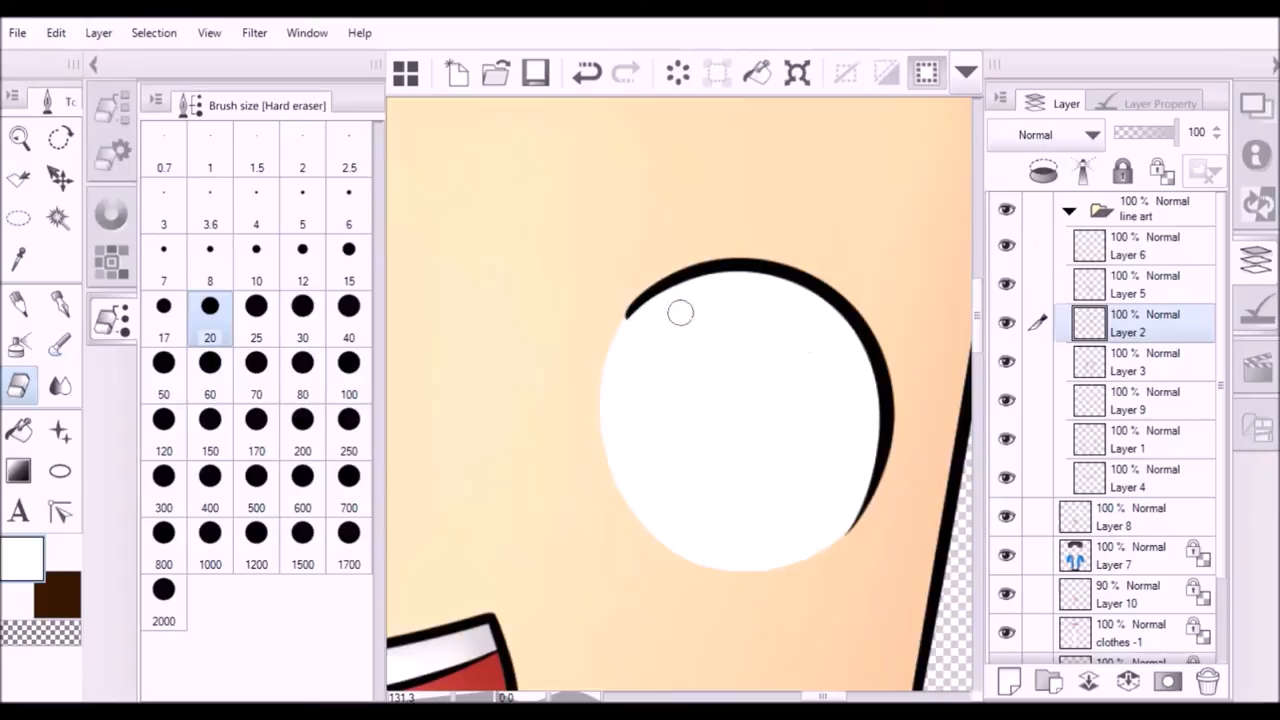 File Edit Layer Selection View Filter Window Help
Brush size [Hard eraser]
0.7 1 1.5 2 2.5
3 3.6 4 5 6
7 8 10 12 15
17 20 25 30 40
50 60 70 80 100
120 150 170 200 250
300 400 500 600 700
800 1000 1200 1500 1700
2000
131.3 0.0
Layer Layer Property
Normal 100
100 % Normal
line art
100 % Normal
Layer 6
100 % Normal
Layer 5
100 % Normal
Layer 2
100 % Normal
Layer 3
100 % Normal
Layer 9
100 % Normal
Layer 1
100 % Normal
Layer 4
100 % Normal
Layer 8
100 % Normal
Layer 7
90 % Normal
Layer 10
100 % Normal
clothes -1